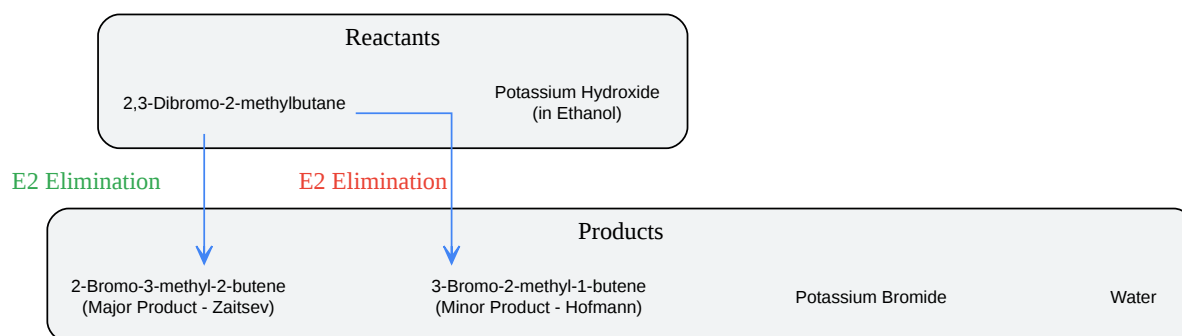 Reactants
2,3-Dibromo-2-methylbutane
Potassium Hydroxide
(in Ethanol)
E2 Elimination
E2 Elimination
Products
2-Bromo-3-methyl-2-butene
(Major Product - Zaitsev)
3-Bromo-2-methyl-1-butene
(Minor Product - Hofmann)
Potassium Bromide
Water